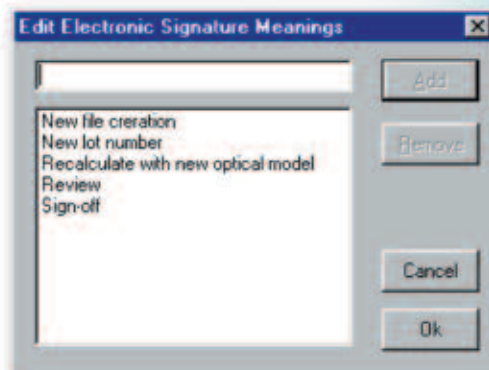 Edit Electronic Signature Meanings
Add
New file creration
New lot number
Recalculate with new optical model
Review
Sign-off
Remove
Cancel
Ok